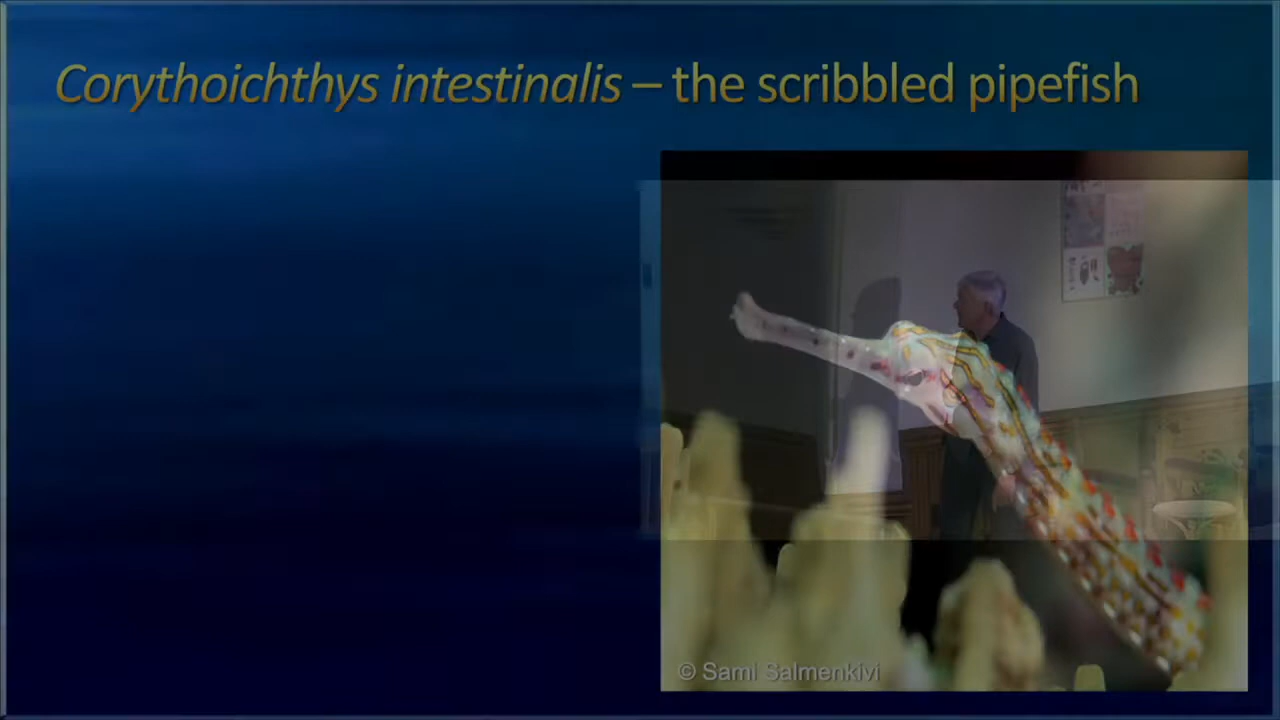 Corythoichthys intestinalis – the scribbled pipefish
© Sami Salmenkivi